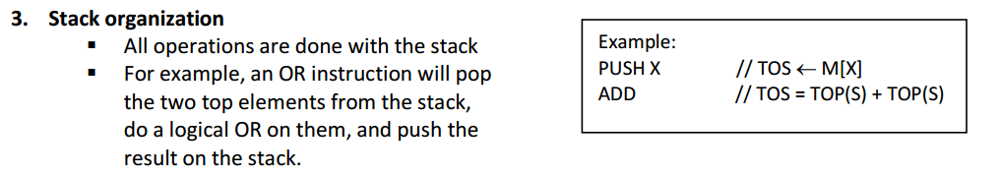 3. Stack organization
▪ All operations are done with the stack
▪ For example, an OR instruction will pop
the two top elements from the stack,
do a logical OR on them, and push the
result on the stack.
Example:
PUSH X // TOS ← M[X]
ADD // TOS = TOP(S) + TOP(S)